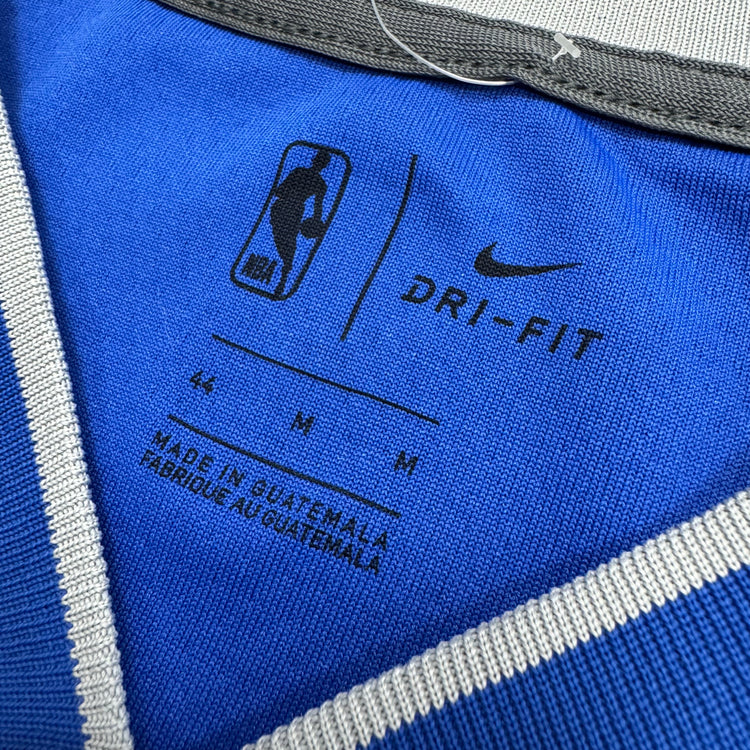 NBA
DRI-FIT
44 M M
MADE IN GUATEMALA
FABRIQUE AU GUATEMALA